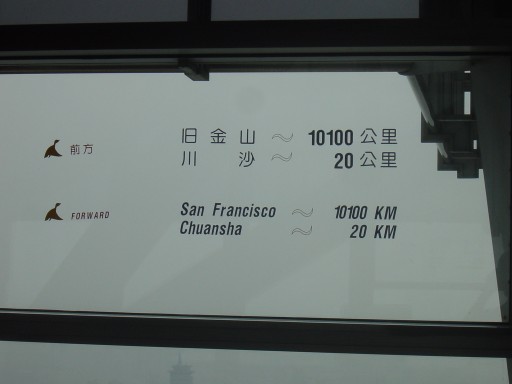 前方 旧金山 ～ 10100 公里
川沙 ～ 20 公里
FORWARD San Francisco ～ 10100 KM
Chuansha ～ 20 KM